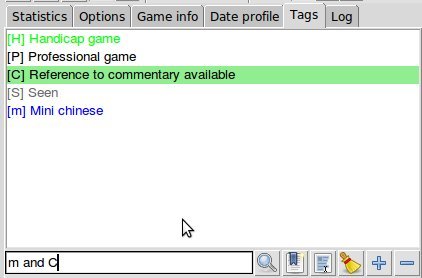 Statistics Options Game info Date profile Tags Log
[H] Handicap game
[P] Professional game
[C] Reference to commentary available
[S] Seen
[m] Mini chinese
m and C